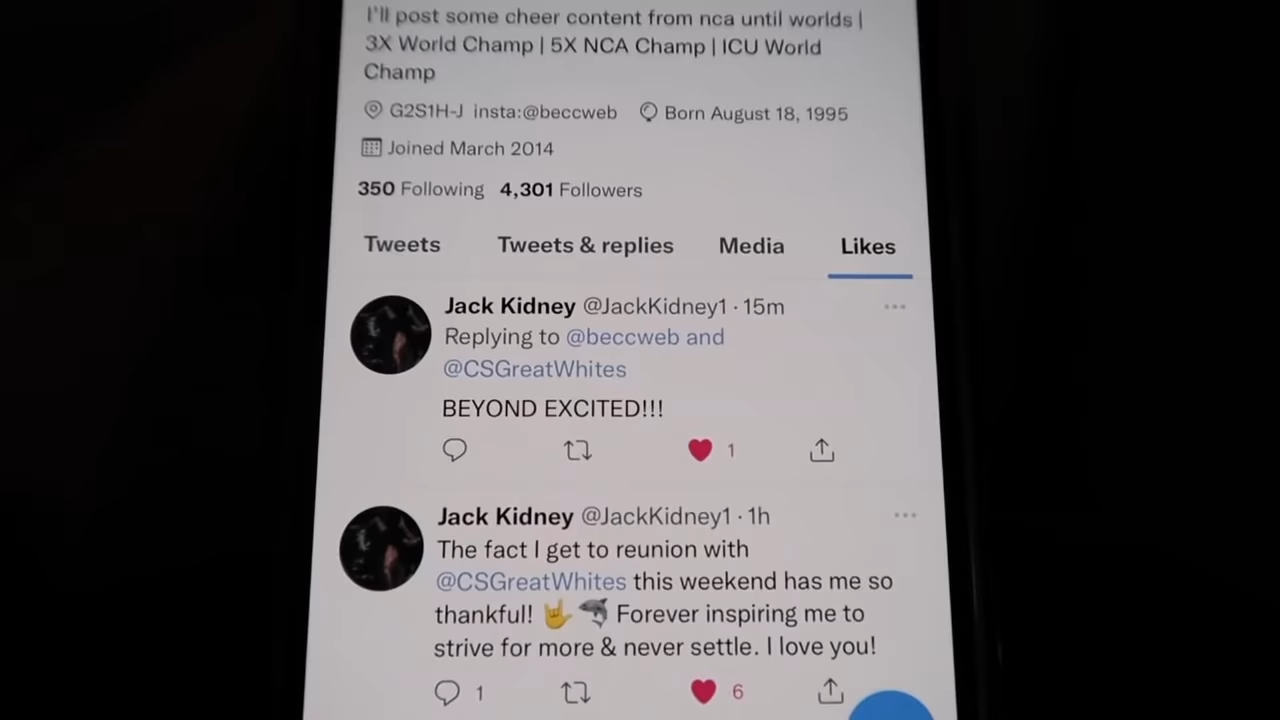 I'll post some cheer content from nca until worlds |
3X World Champ | 5X NCA Champ | ICU World
Champ
G2S1H-J insta:@beccweb Born August 18, 1995
Joined March 2014
350 Following 4,301 Followers
Tweets Tweets & replies Media Likes
Jack Kidney @JackKidney1 · 15m
Replying to @beccweb and
@CSGreatWhites
BEYOND EXCITED!!!
1
Jack Kidney @JackKidney1 · 1h
The fact I get to reunion with
@CSGreatWhites this weekend has me so
thankful! 🤟🦈 Forever inspiring me to
strive for more & never settle. I love you!
1 6